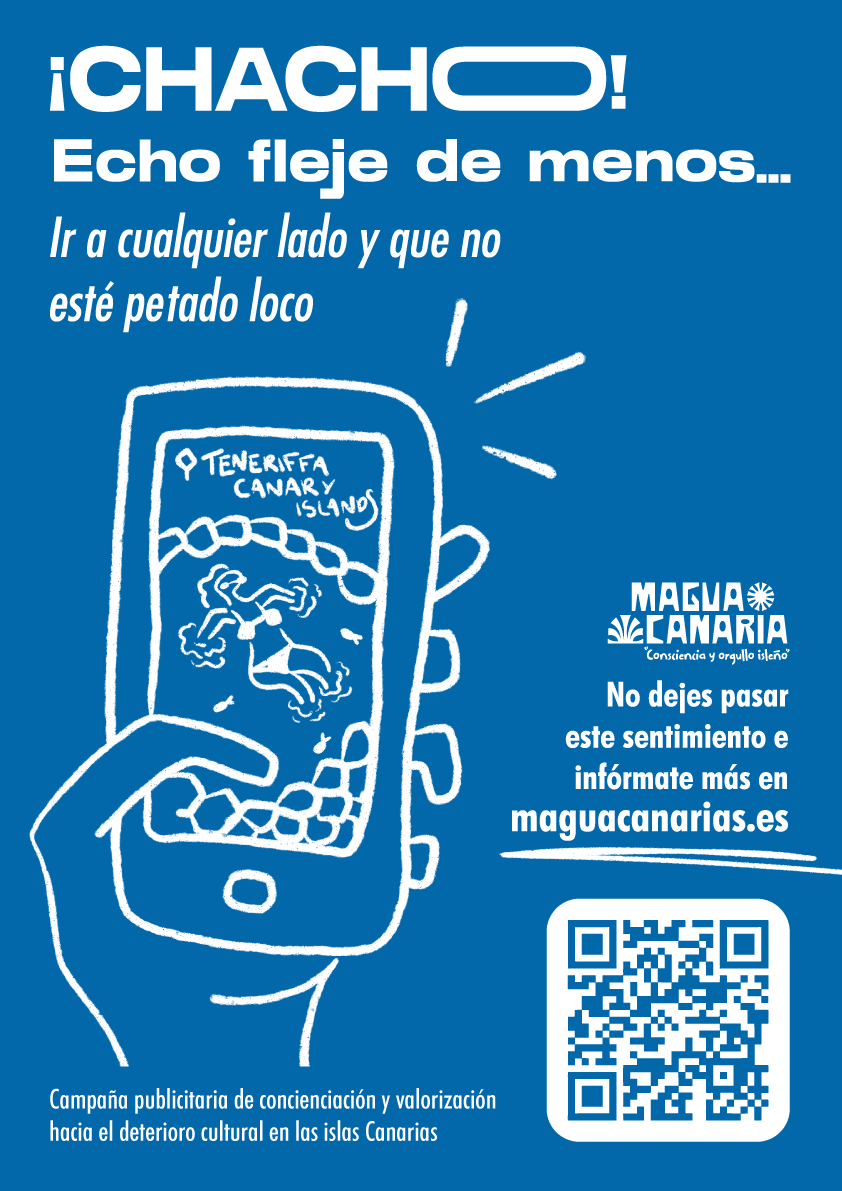 ¡CHACHO!
Echo fleje de menos...
Ir a cualquier lado y que no
esté petado loco
TENERIFFA
CANARY
ISLANDS
MAGUA
CANARIA
"Consciencia y orgullo isleño"
No dejes pasar
este sentimiento e
infórmate más en
maguacanarias.es
Campaña publicitaria de concienciación y valorización
hacia el deterioro cultural en las islas Canarias